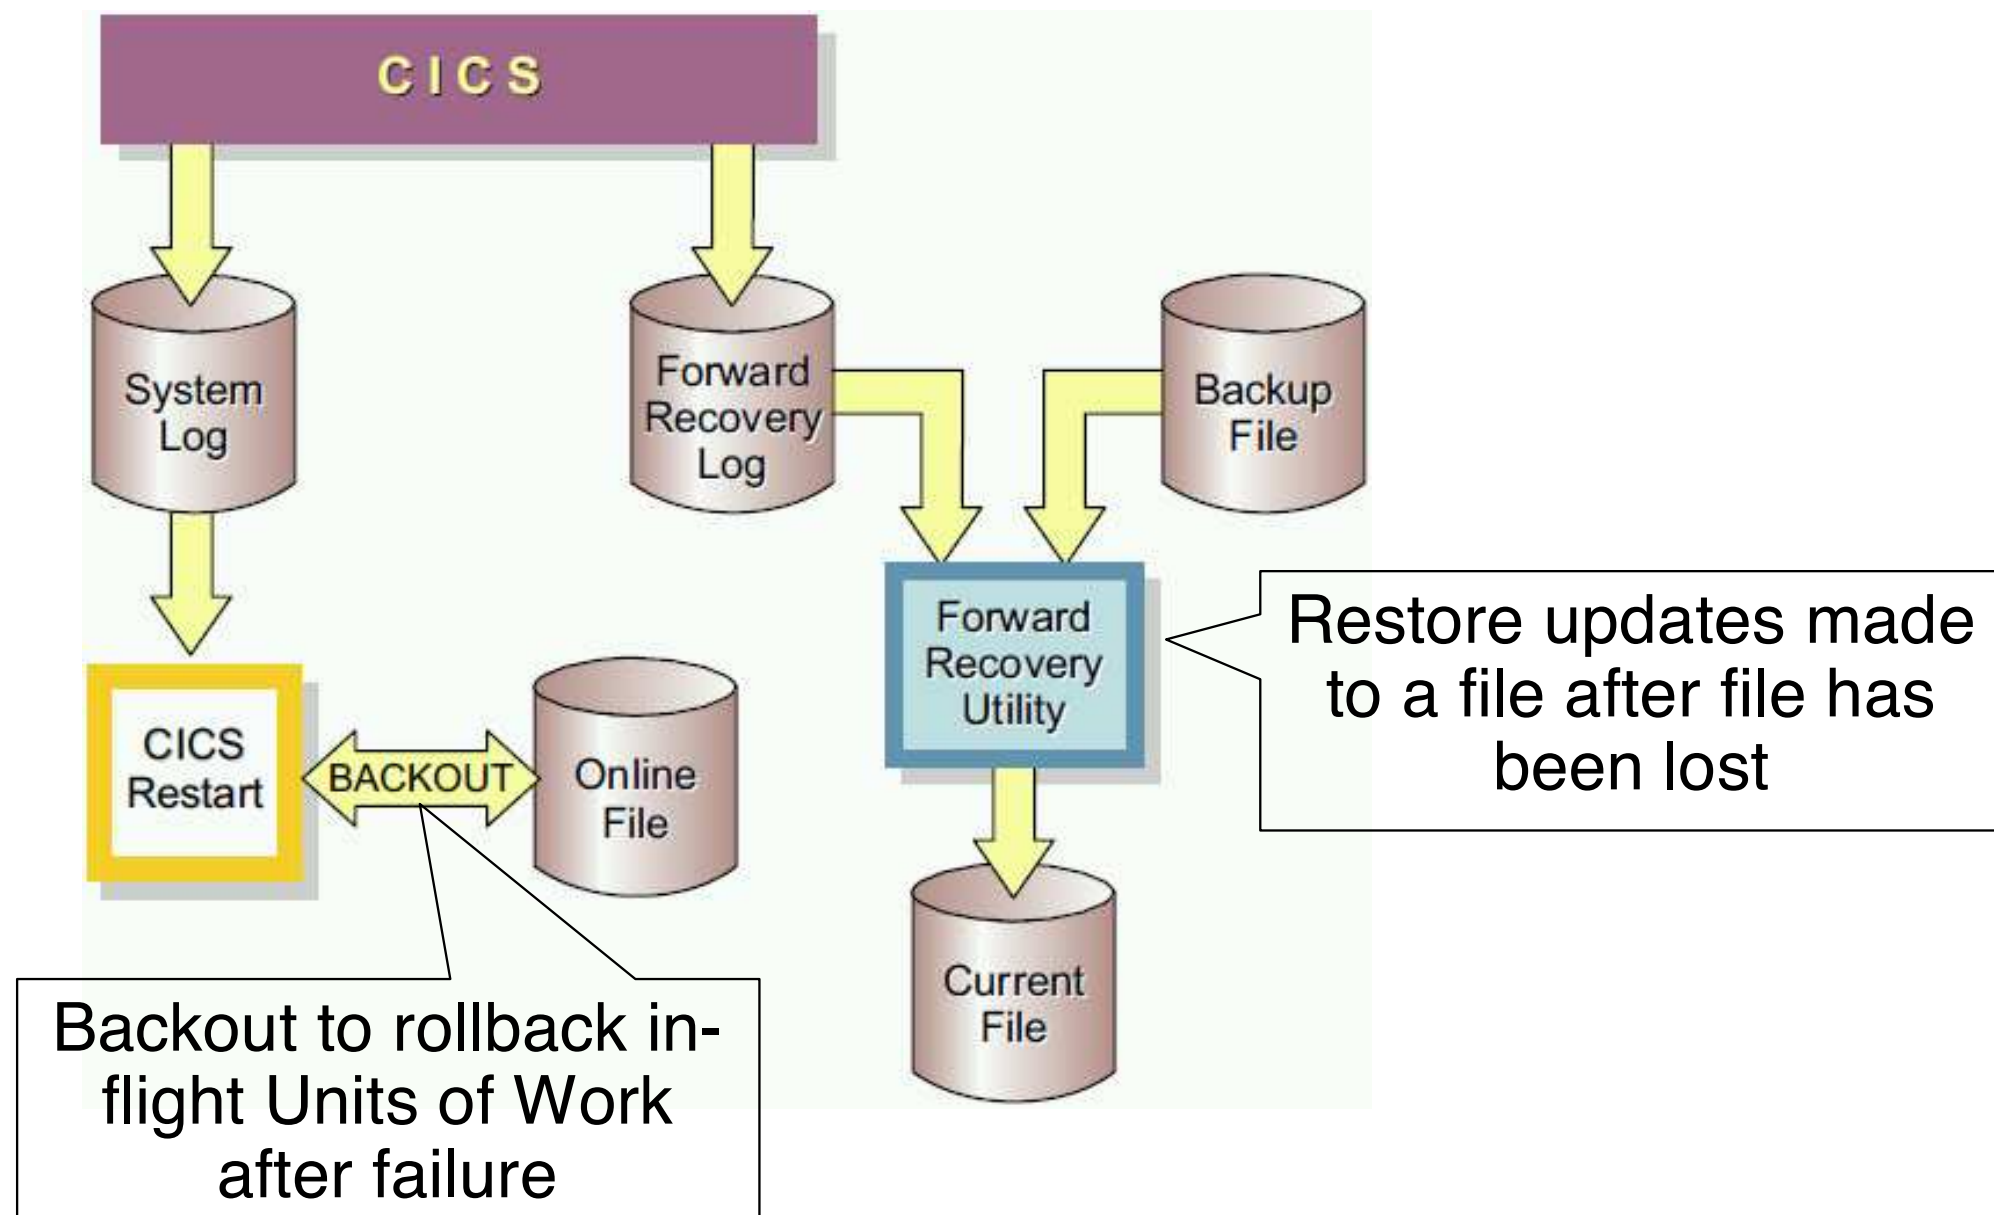 CICS
System
Log
Forward
Recovery
Log
Backup
File
Forward
Recovery
Utility
Restore updates made
to a file after file has
been lost
CICS
Restart
BACKOUT
Online
File
Current
File
Backout to rollback in-
flight Units of Work
after failure